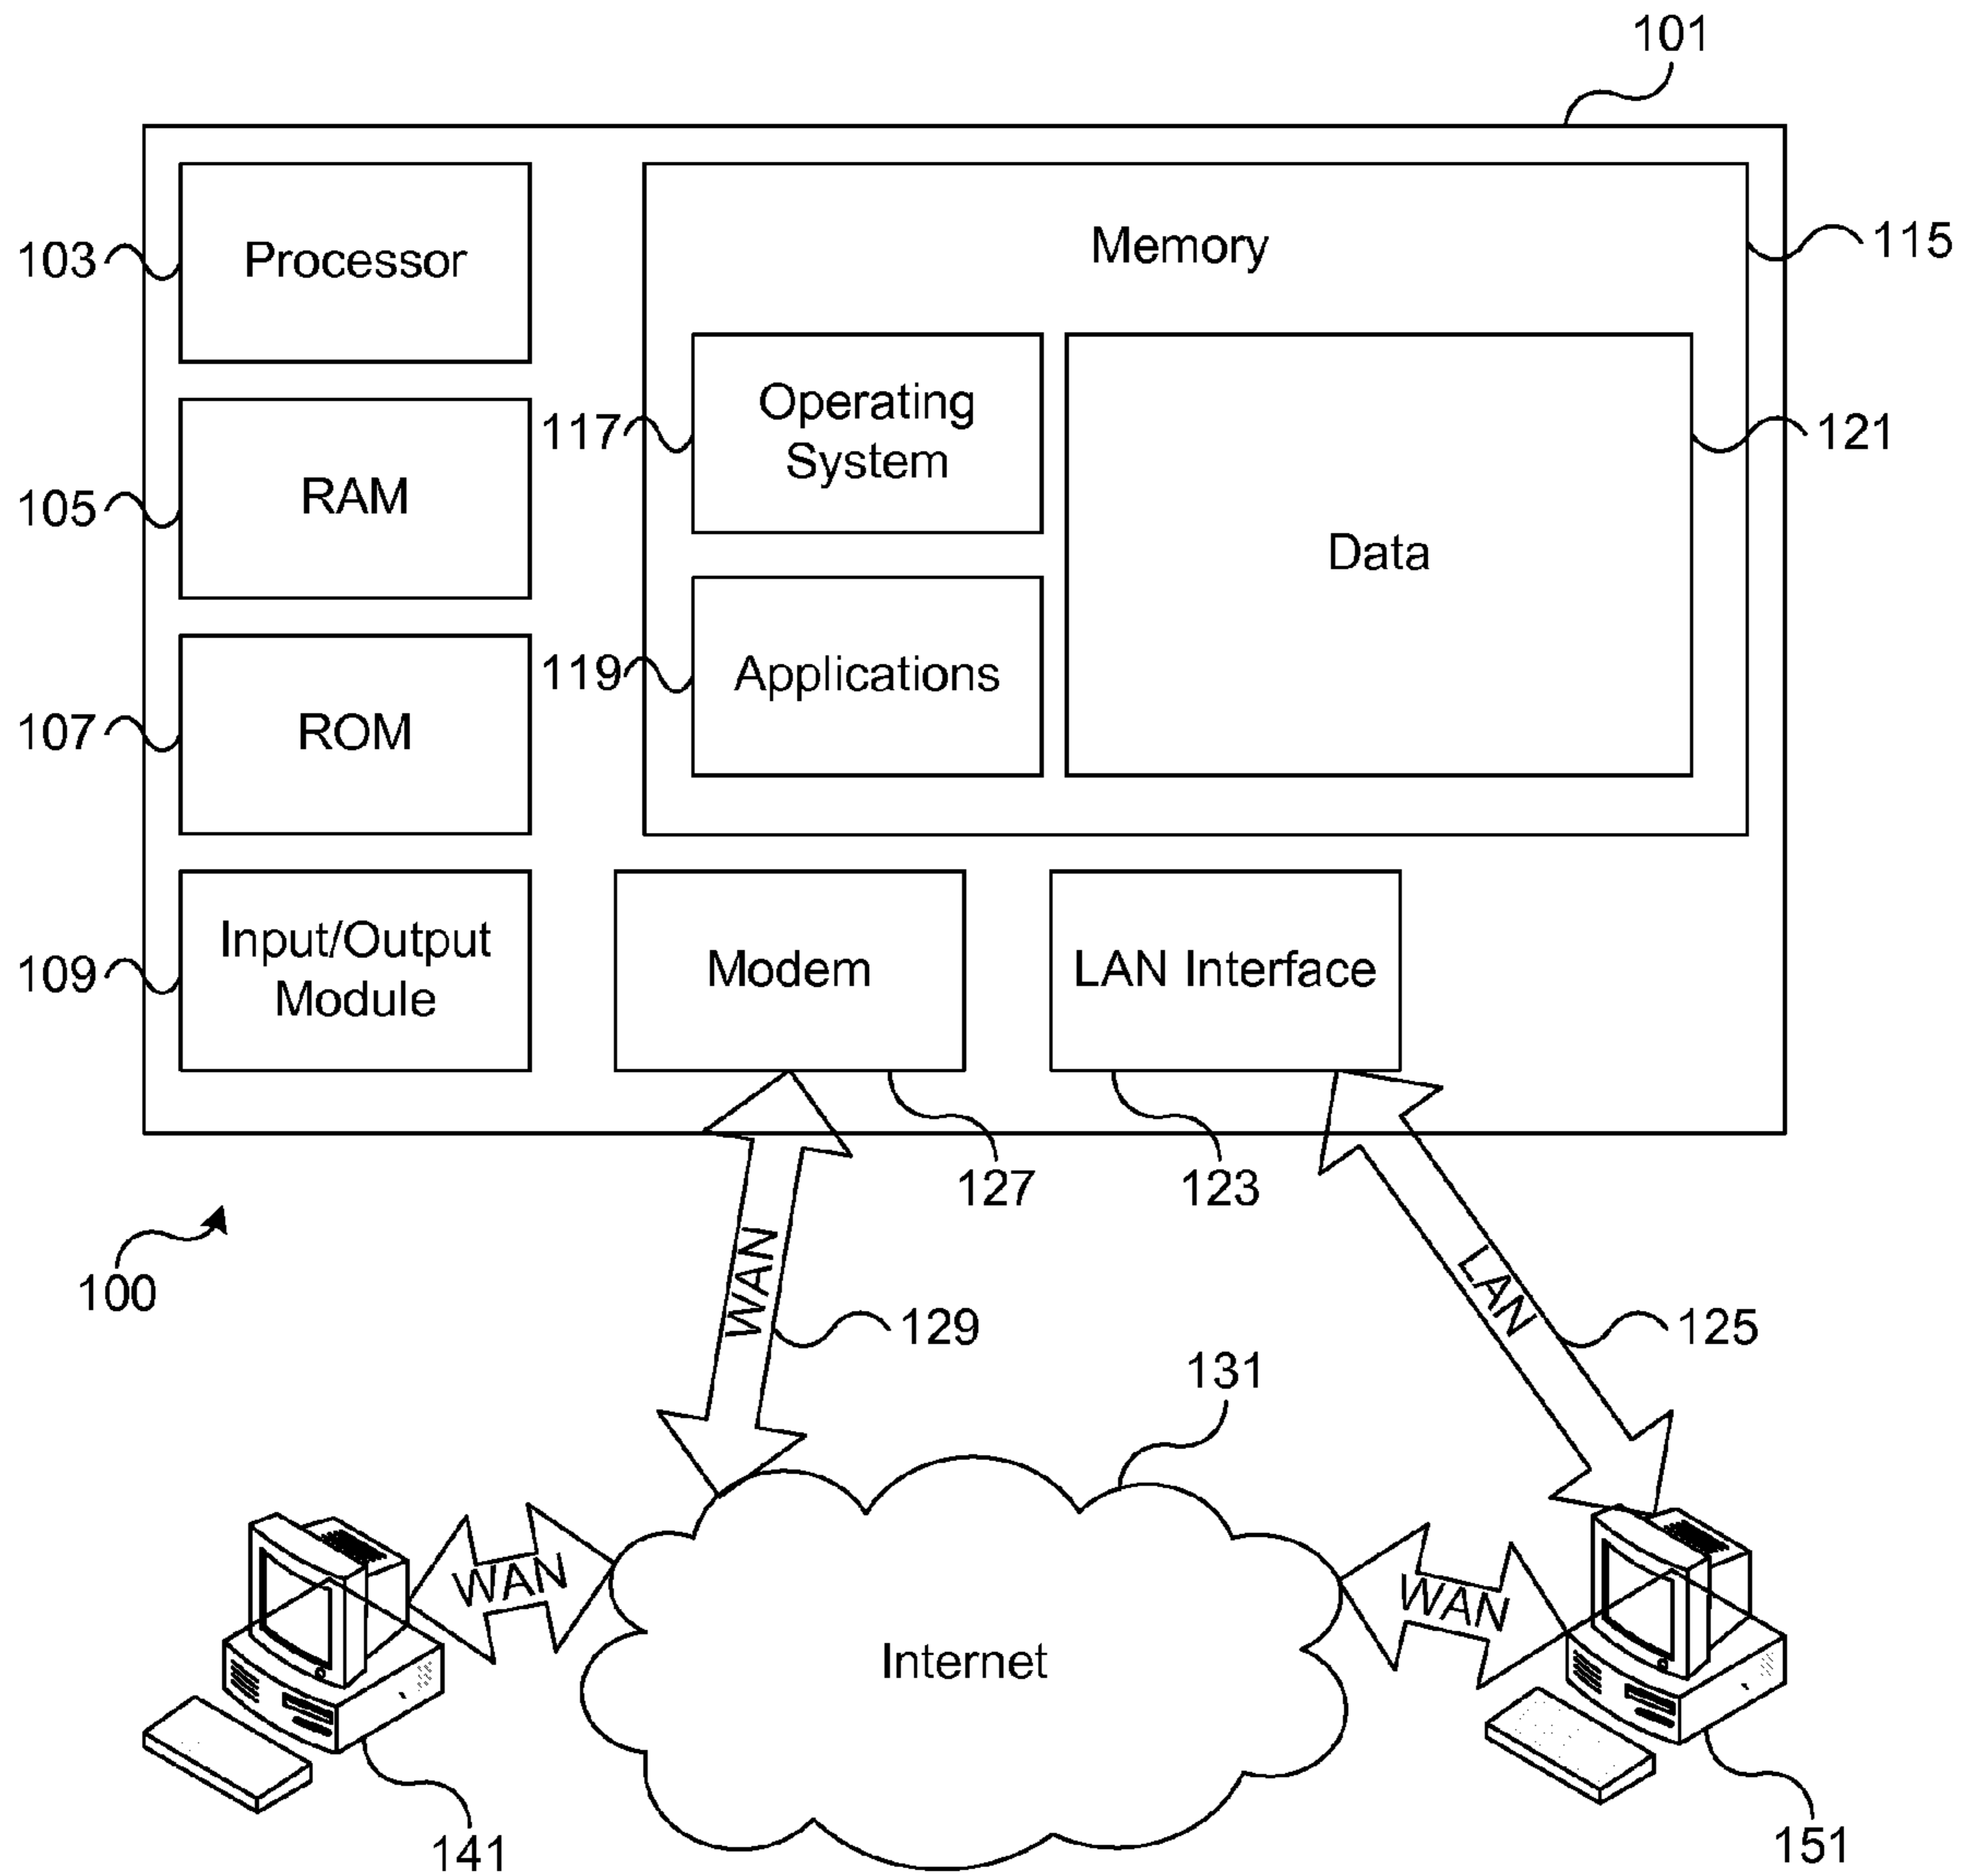 101
103
Processor
Memory
115
117
Operating
System
121
105
RAM
Data
119
Applications
107
ROM
109
Input/Output
Module
Modem
LAN Interface
127
123
100
WAN
129
LAN
125
131
WAN
Internet
WAN
141
151